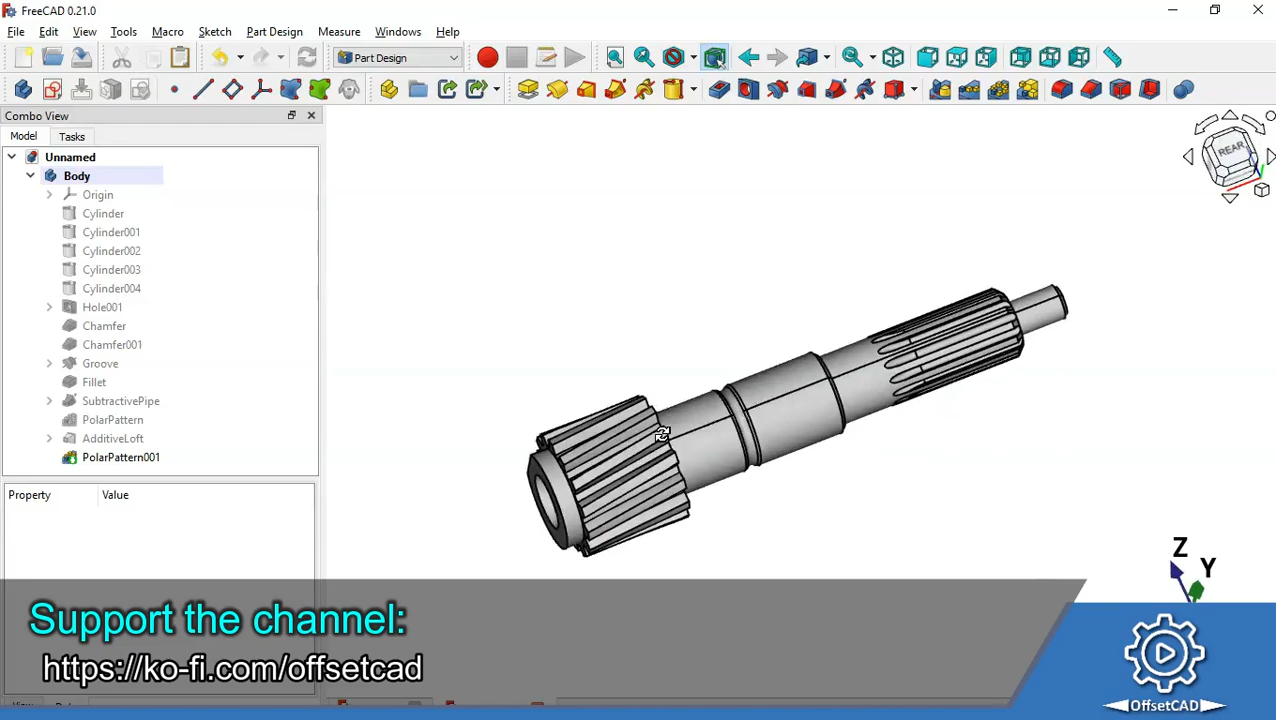 FreeCAD 0.21.0
File Edit View Tools Macro Sketch Part Design Measure Windows Help
Part Design
Combo View
Model Tasks
Unnamed
Body
Origin
Cylinder
Cylinder001
Cylinder002
Cylinder003
Cylinder004
Hole001
Chamfer
Chamfer001
Groove
Fillet
SubtractivePipe
PolarPattern
AdditiveLoft
PolarPattern001
Property Value
REAR
Z
Y
Support the channel:
https://ko-fi.com/offsetcad
OffsetCAD